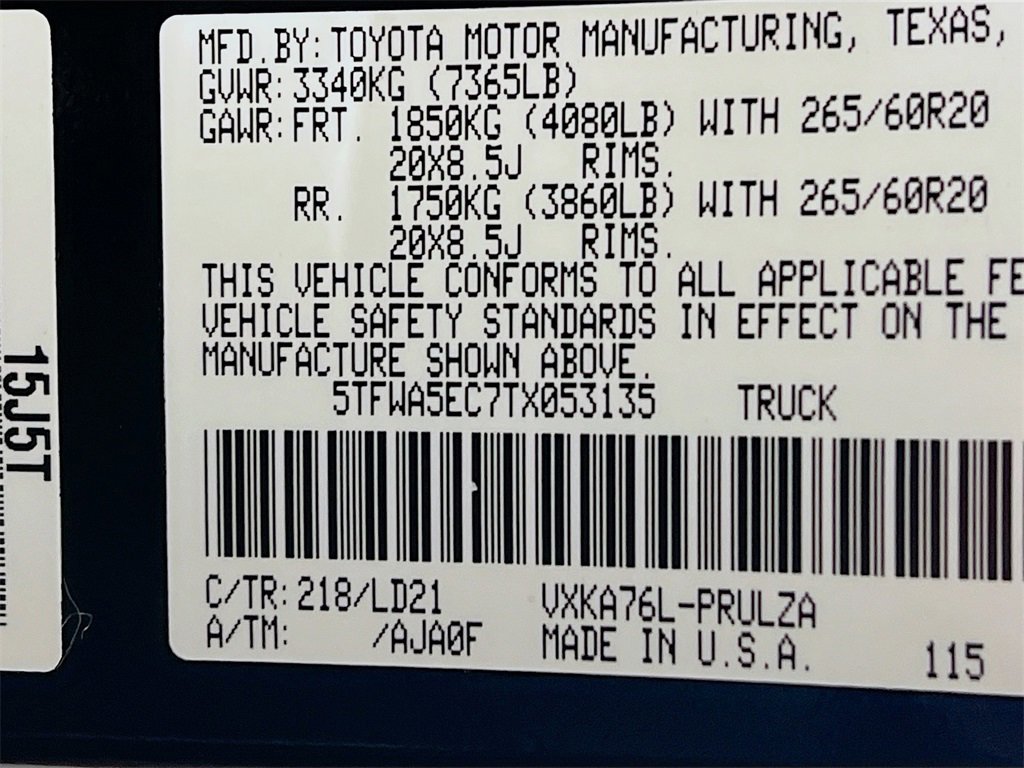 MFD.BY:TOYOTA MOTOR MANUFACTURING, TEXAS,
GVWR:3340KG (7365LB)
GAWR:FRT. 1850KG (4080LB) WITH 265/60R20
20X8.5J RIMS.
RR. 1750KG (3860LB) WITH 265/60R20
20X8.5J RIMS.
THIS VEHICLE CONFORMS TO ALL APPLICABLE FE
VEHICLE SAFETY STANDARDS IN EFFECT ON THE
MANUFACTURE SHOWN ABOVE.
5TFWA5EC7TX053135 TRUCK
C/TR:218/LD21 VXKA76L-PRULZA
A/TM: /AJA0F MADE IN U.S.A. 115
15J5T